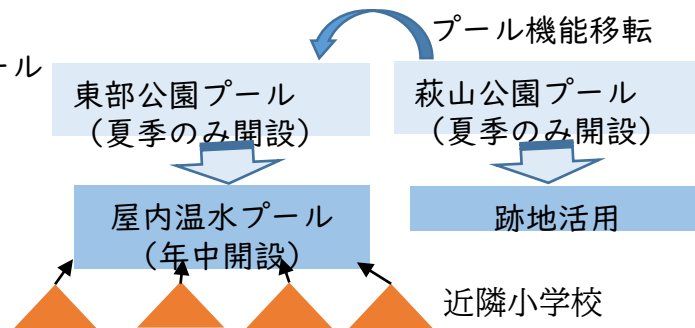 プール機能移転
ール
東部公園プール
（夏季のみ開設）
萩山公園プール
（夏季のみ開設）
屋内温水プール
（年中開設）
跡地活用
近隣小学校